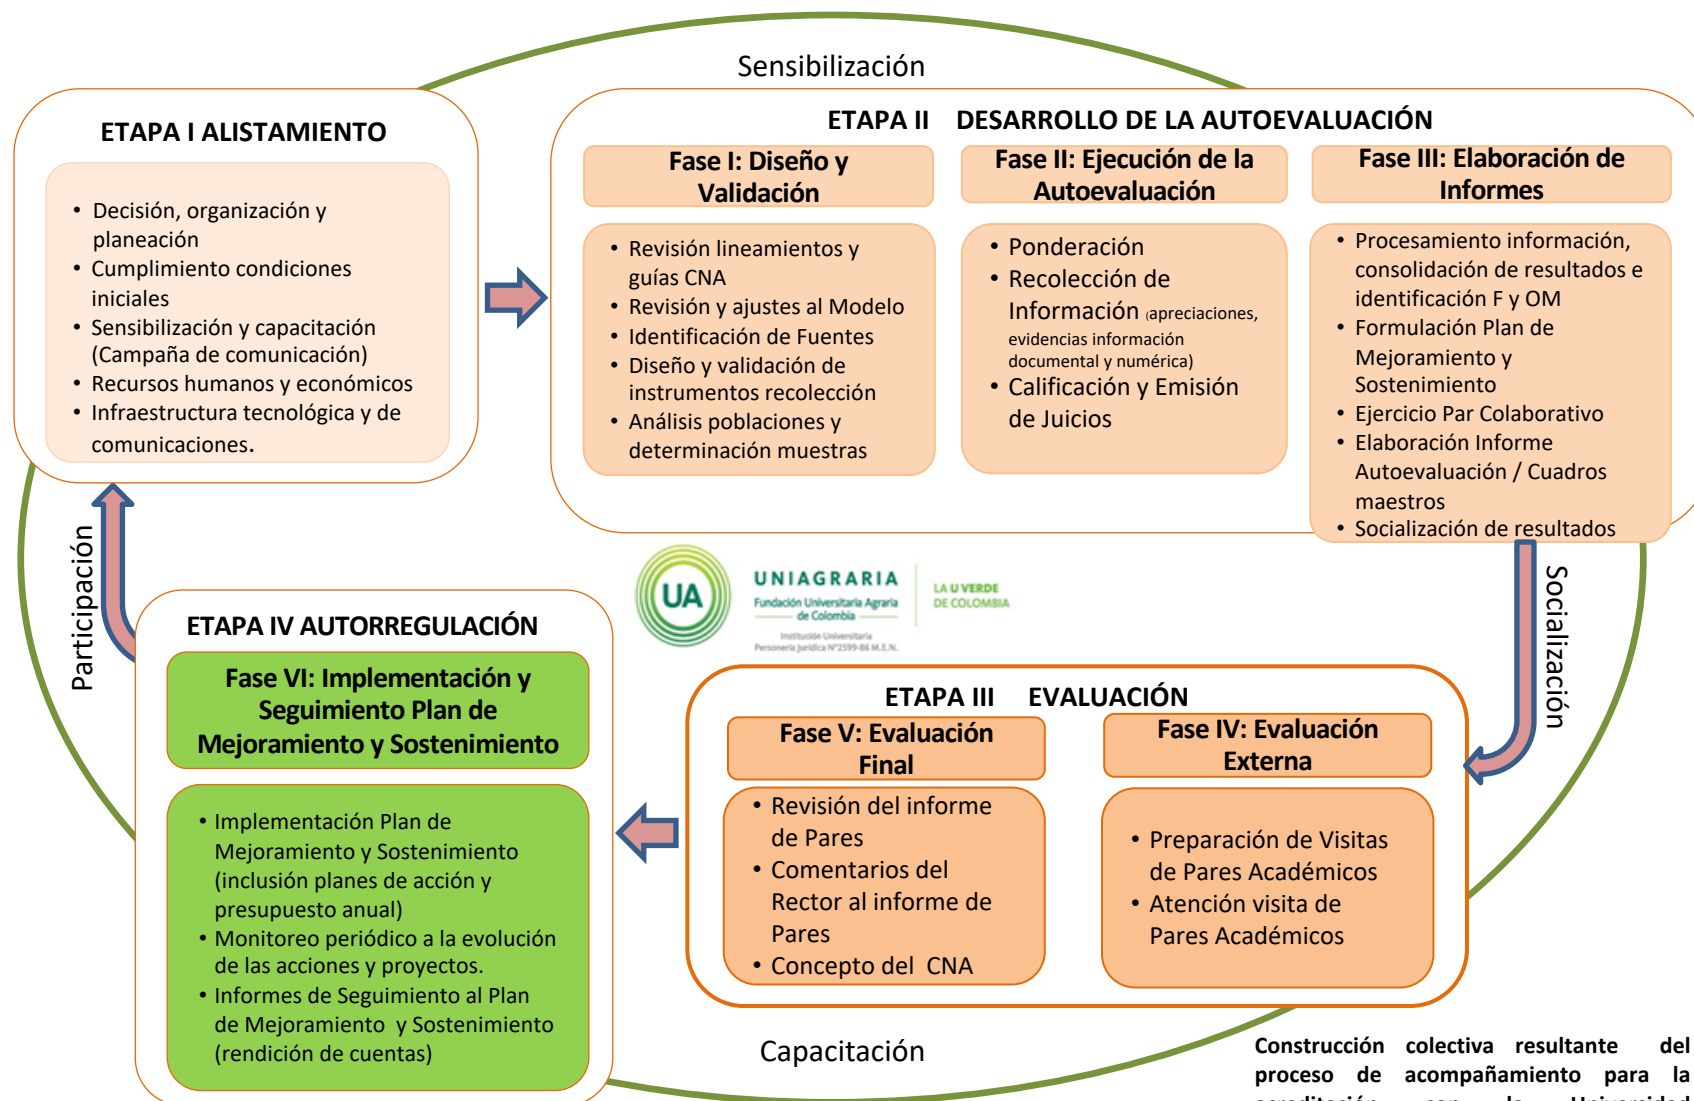 Sensibilización
ETAPA I ALISTAMIENTO
• Decisión, organización y
planeación
• Cumplimiento condiciones
iniciales
• Sensibilización y capacitación
(Campaña de comunicación)
• Recursos humanos y económicos
• Infraestructura tecnológica y de
comunicaciones.
ETAPA II DESARROLLO DE LA AUTOEVALUACIÓN
Fase I: Diseño y
Validación
• Revisión lineamientos y
guías CNA
• Revisión y ajustes al Modelo
• Identificación de Fuentes
• Diseño y validación de
instrumentos recolección
• Análisis poblaciones y
determinación muestras
Fase II: Ejecución de la
Autoevaluación
• Ponderación
• Recolección de
Información (apreciaciones,
evidencias información
documental y numérica)
• Calificación y Emisión
de Juicios
Fase III: Elaboración de
Informes
• Procesamiento información,
consolidación de resultados e
identificación F y OM
• Formulación Plan de
Mejoramiento y
Sostenimiento
• Ejercicio Par Colaborativo
• Elaboración Informe
Autoevaluación / Cuadros
maestros
• Socialización de resultados
Socialización
UA
UNIAGRARIA
Fundación Universitaria Agraria
de Colombia
Institución Universitaria
Personería Jurídica N°2599-86 M.E.N.
LA U VERDE
DE COLOMBIA
ETAPA III EVALUACIÓN
Fase IV: Evaluación
Externa
• Preparación de Visitas
de Pares Académicos
• Atención visita de
Pares Académicos
Fase V: Evaluación
Final
• Revisión del informe
de Pares
• Comentarios del
Rector al informe de
Pares
• Concepto del CNA
ETAPA IV AUTORREGULACIÓN
Fase VI: Implementación y
Seguimiento Plan de
Mejoramiento y Sostenimiento
• Implementación Plan de
Mejoramiento y Sostenimiento
(inclusión planes de acción y
presupuesto anual)
• Monitoreo periódico a la evolución
de las acciones y proyectos.
• Informes de Seguimiento al Plan
de Mejoramiento y Sostenimiento
(rendición de cuentas)
Participación
Capacitación
Construcción colectiva resultante del
proceso de acompañamiento para la
acreditación con la Universidad